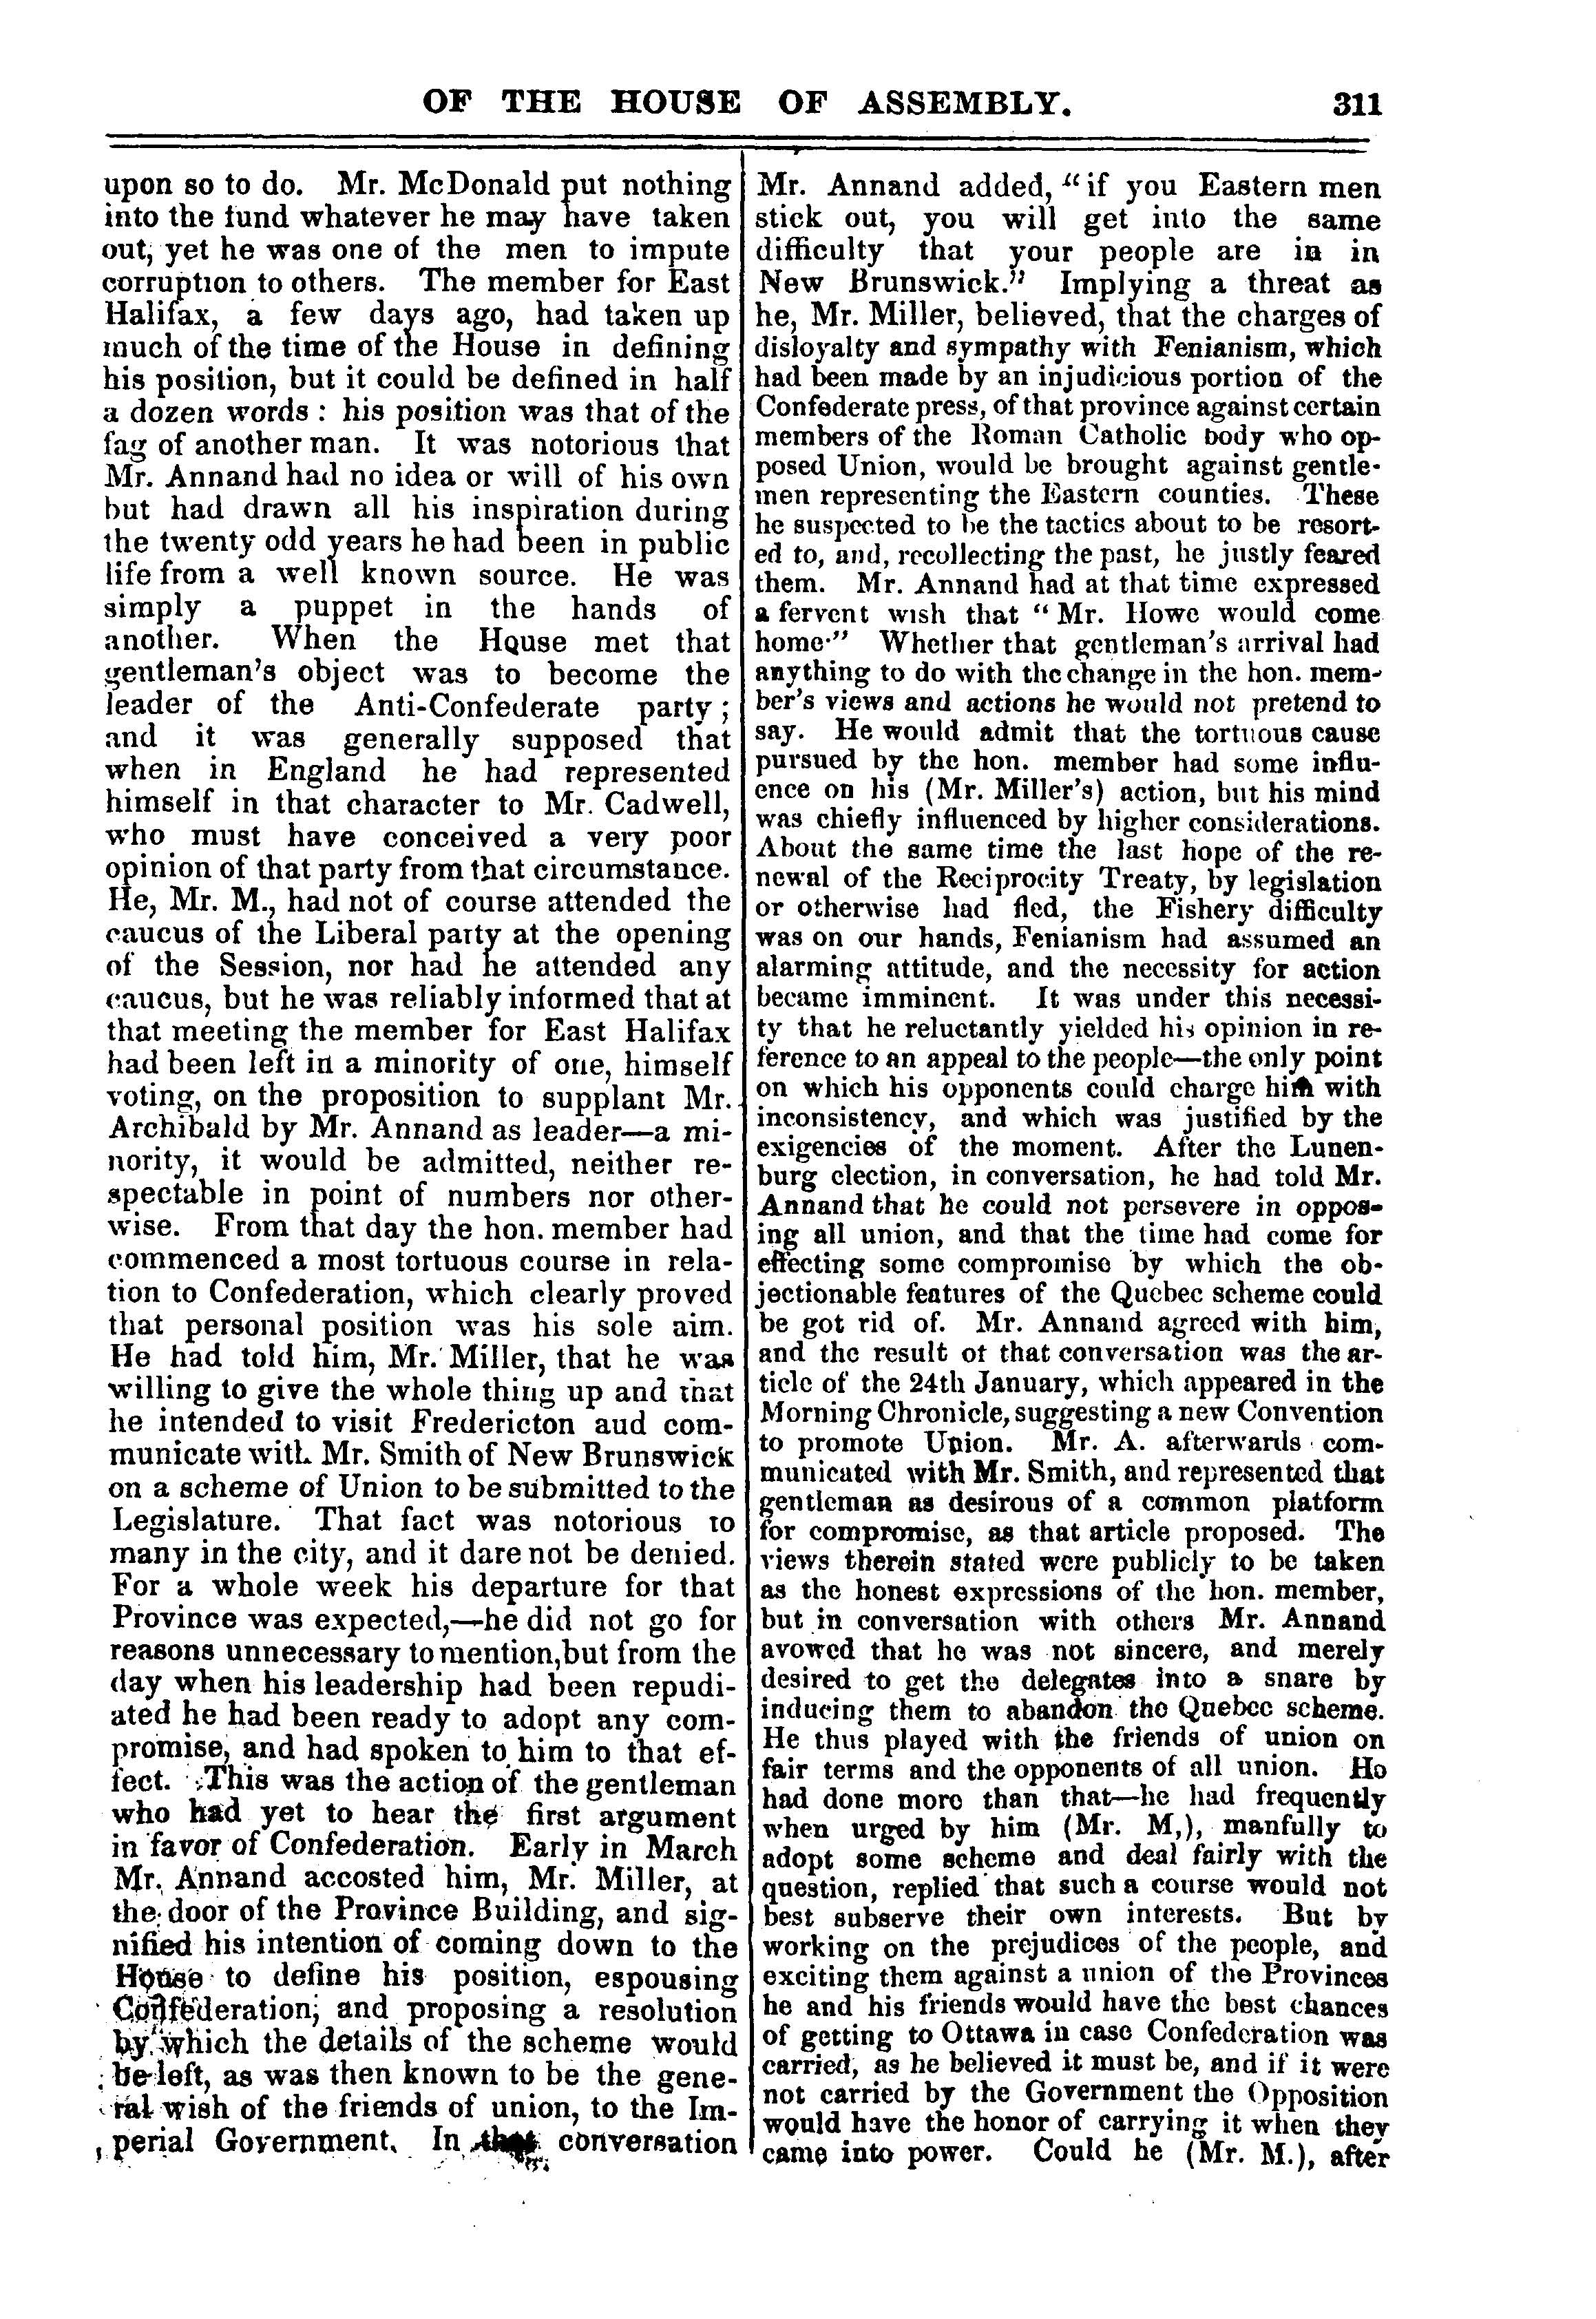 OF THE HOUSE OF ASSEMBLY. 311
upon so to do. Mr. McDonald put nothing
into the fund whatever he may have taken
out, yet he was one of the men to impute
corruption to others. The member for East
Halifax, a few days ago, had taken up
much of the time of the House in defining
his position, but it could be defined in half
a dozen words : his position was that of the
fag of another man. It was notorious that
Mr. Annand had no idea or will of his own
but had drawn all his inspiration during
the twenty odd years he had been in public
life from a well known source. He was
simply a puppet in the hands of
another. When the House met that
gentleman's object was to become the
leader of the Anti-Confederate party ;
and it was generally supposed that
when in England he had represented
himself in that character to Mr. Cadwell,
who must have conceived a very poor
opinion of that party from that circumstance.
He, Mr. M., had not of course attended the
caucus of the Liberal party at the opening
of the Session, nor had he attended any
caucus, but he was reliably informed that at
that meeting the member for East Halifax
had been left in a minority of one, himself
voting, on the proposition to supplant Mr.
Archibald by Mr. Annand as leader—a mi-
nority, it would be admitted, neither re-
spectable in point of numbers nor other-
wise. From that day the hon. member had
commenced a most tortuous course in rela-
tion to Confederation, which clearly proved
that personal position was his sole aim.
He had told him, Mr. Miller, that he was
willing to give the whole thing up and that
he intended to visit Fredericton aud com-
municate with Mr. Smith of New Brunswick
on a scheme of Union to be submitted to the
Legislature. That fact was notorious to
many in the city, and it dare not be denied.
For a whole week his departure for that
Province was expected,—he did not go for
reasons unnecessary to mention,but from the
day when his leadership had been repudi-
ated he had been ready to adopt any com-
promise, and had spoken to him to that ef-
fect. This was the action of the gentleman
who had yet to hear the first argument
in favor of Confederation. Early in March
Mr. Annand accosted him, Mr. Miller, at
the door of the Province Building, and sig-
nified his intention of coming down to the
House to define his position, espousing
Confederation; and proposing a resolution
by which the details of the scheme would
be left, as was then known to be the gene-
ral wish of the friends of union, to the Im-
perial Government. In that conversation
Mr. Annand added, "if you Eastern men
stick out, you will get into the same
difficulty that your people are in in
New Brunswick." Implying a threat as
he, Mr. Miller, believed, that the charges of
disloyalty and sympathy with Fenianism, which
had been made by an injudicious portion of the
Confederate press, of that province against certain
members of the Roman Catholic body who op-
posed Union, would be brought against gentle-
men representing the Eastern counties. These
he suspected to be the tactics about to be resort-
ed to, and, recollecting the past, he justly feared
them. Mr. Annand had at that time expressed
a fervent wish that " Mr. Howe would come
home." Whether that gentleman's arrival had
anything to do with the change in the hon. mem-
ber's views and actions he would not pretend to
say. He would admit that the tortuous cause
pursued by the hon. member had some influ-
ence on his (Mr. Miller's) action, but his mind
was chiefly influenced by higher considerations.
About the same time the last hope of the re-
newal of the Reciprocity Treaty, by legislation
or otherwise had fled, the Fishery difficulty
was on our hands, Fenianism had assumed an
alarming attitude, and the necessity for action
became imminent. It was under this necessi-
ty that he reluctantly yielded his opinion in re-
ference to an appeal to the people—the only point
on which his opponents could charge him with
inconsistency, and which was justified by the
exigencies of the moment. After the Lunen-
burg election, in conversation, he had told Mr.
Annand that he could not persevere in oppos-
ing all union, and that the time had come for
effecting some compromise by which the ob-
jectionable features of the Quebec scheme could
be got rid of. Mr. Annand agreed with him,
and the result of that conversation was the ar-
ticle of the 24th January, which appeared in the
Morning Chronicle, suggesting a new Convention
to promote Union. Mr. A. afterwards com-
municated with Mr. Smith, and represented that
gentleman as desirous of a common platform
for compromise, as that article proposed. The
views therein stated were publicly to be taken
as the honest expressions of the hon. member,
but in conversation with others Mr. Annand
avowed that he was not sincere, and merely
desired to get the delegates into a snare by
inducing them to abandon the Quebec scheme.
He thus played with the friends of union on
fair terms and the opponents of all union. He
had done more than that—he had frequently
when urged by him (Mr. M,), manfully to
adopt some scheme and deal fairly with the
question, replied that such a course would not
best subserve their own interests. But by
working on the prejudices of the people, and
exciting them against a union of the Provinces
he and his friends would have the best chances
of getting to Ottawa in case Confederation was
carried, as he believed it must be, and if it were
not carried by the Government the Opposition
would have the honor of carrying it when they
came into power. Could he (Mr. M.), after